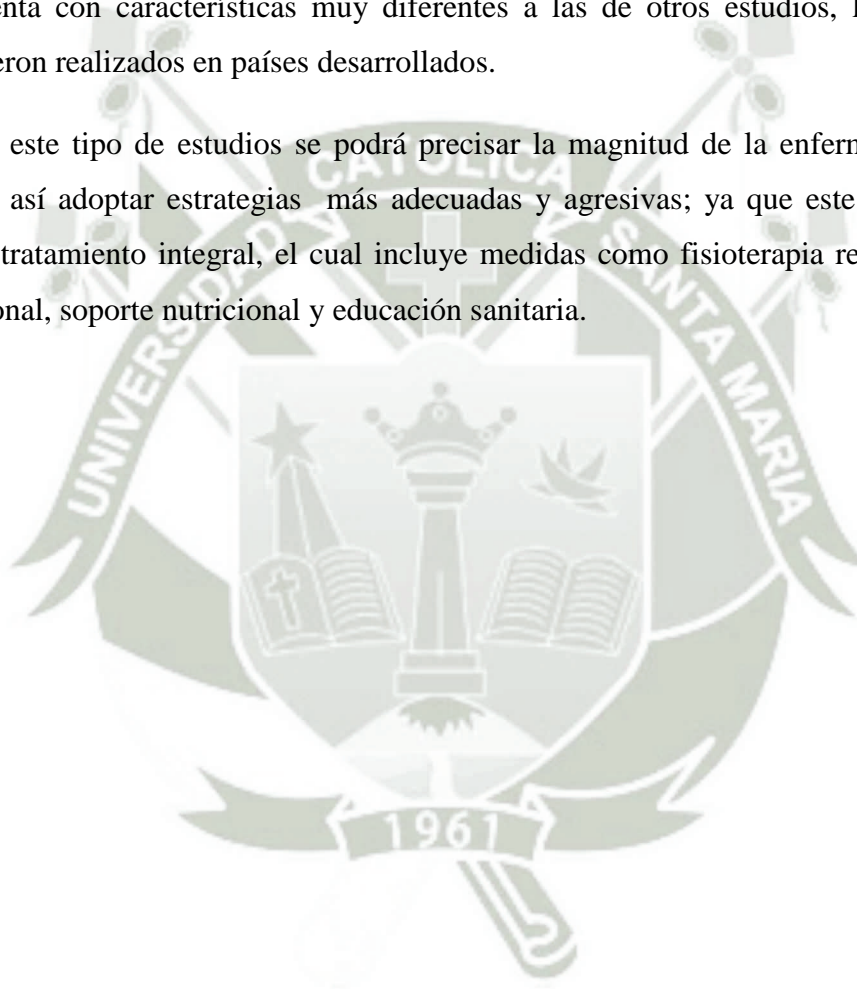 enta con características muy diferentes a las de otros estudios, l
eron realizados en países desarrollados.
este tipo de estudios se podrá precisar la magnitud de la enferm
así adoptar estrategias más adecuadas y agresivas; ya que este
tratamiento integral, el cual incluye medidas como fisioterapia re
onal, soporte nutricional y educación sanitaria.
UNIVERSIDAD CATOLICA SANTA MARIA
1961